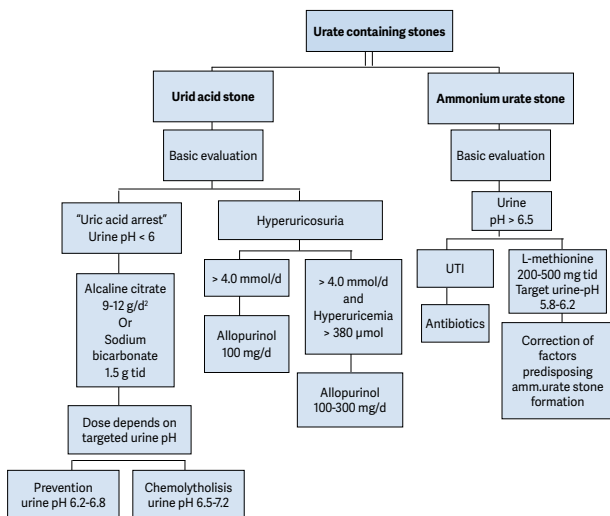 Urate containing stones
Urid acid stone
Ammonium urate stone
Basic evaluation
Basic evaluation
"Uric acid arrest"
Urine pH < 6
Hyperuricosuria
Urine
pH > 6.5
Alcaline citrate
9-12 g/d²
Or
Sodium
bicarbonate
1.5 g tid
> 4.0 mmol/d
> 4.0 mmol/d
and
Hyperuricemia
> 380 µmol
UTI
L-methionine
200-500 mg tid
Target urine-pH
5.8-6.2
Allopurinol
100 mg/d
Antibiotics
Correction of
factors
predisposing
amm.urate stone
formation
Allopurinol
100-300 mg/d
Dose depends on
targeted urine pH
Prevention
urine pH 6.2-6.8
Chemolytholisis
urine pH 6.5-7.2